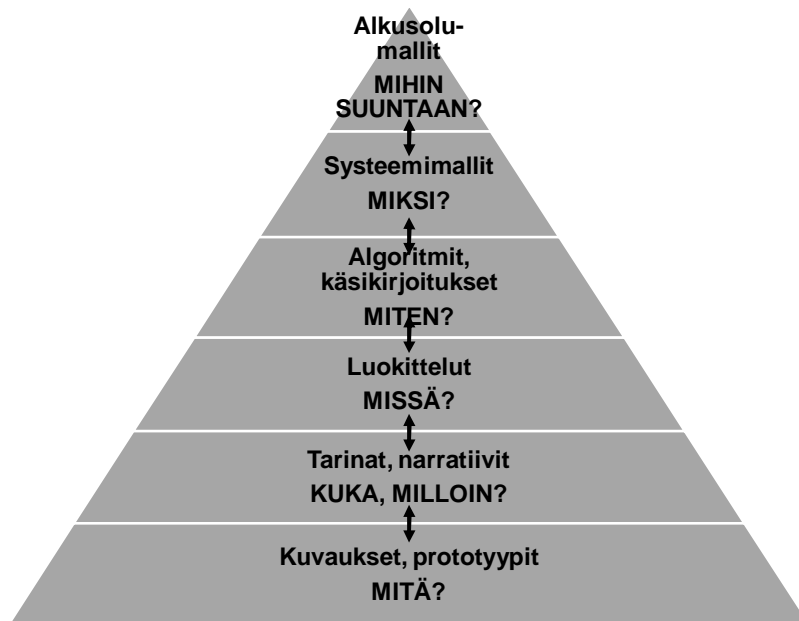 Alkusolu-
mallit
MIHIN
SUUNTAAN?
Systeemimallit
MIKSI?
Algoritmit,
käsikirjoitukset
MITEN?
Luokittelut
MISSÄ?
Tarinat, narratiivit
KUKA, MILLOIN?
Kuvaukset, prototyypit
MITÄ?